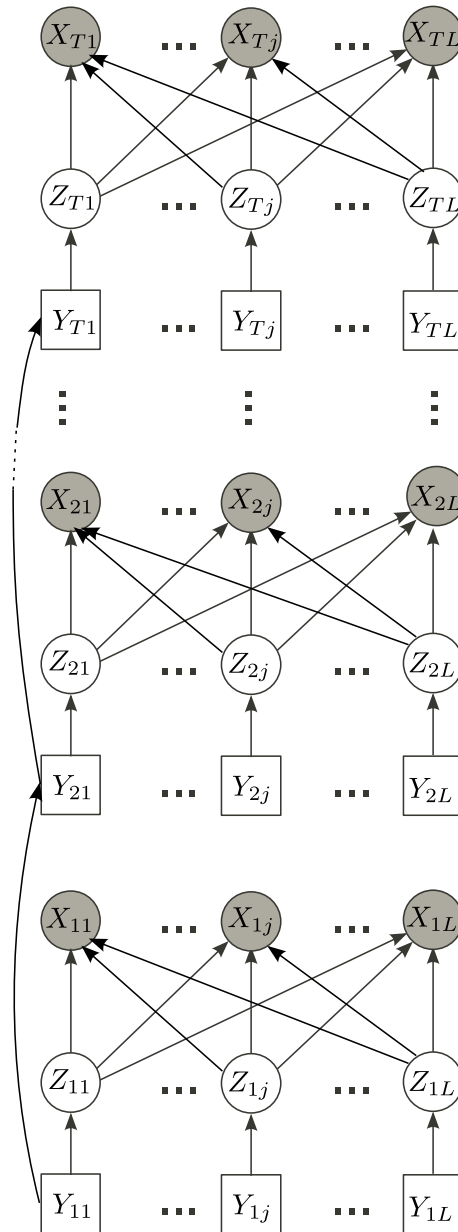 X_{T1} ... X_{Tj} ... X_{TL}
Z_{T1} ... Z_{Tj} ... Z_{TL}
Y_{T1} ... Y_{Tj} ... Y_{TL}
X_{21} ... X_{2j} ... X_{2L}
Z_{21} ... Z_{2j} ... Z_{2L}
Y_{21} ... Y_{2j} ... Y_{2L}
X_{11} ... X_{1j} ... X_{1L}
Z_{11} ... Z_{1j} ... Z_{1L}
Y_{11} ... Y_{1j} ... Y_{1L}